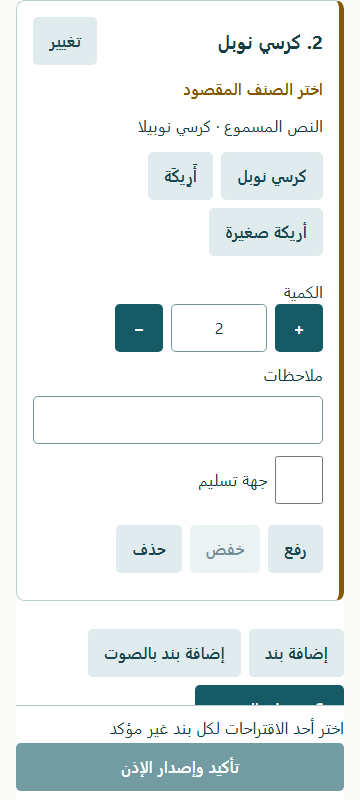 2. كرسي نوبل
تغيير
اختر الصنف المقصود
النص المسموع · كرسي نوبيلا
كرسي نوبل
أَرِيكَة
أريكة صغيرة
الكمية
+
2
−
ملاحظات
جهة تسليم
رفع
خفض
حذف
إضافة بند
إضافة بند بالصوت
اختر أحد الاقتراحات لكل بند غير مؤكد
تأكيد وإصدار الإذن